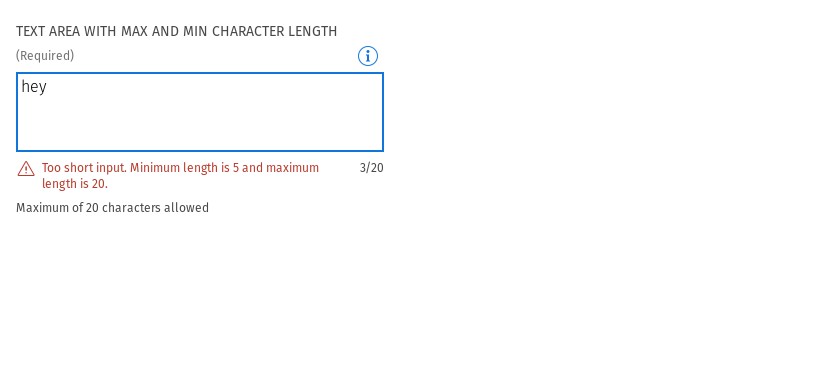 TEXT AREA WITH MAX AND MIN CHARACTER LENGTH
(Required)
hey
Too short input. Minimum length is 5 and maximum
length is 20.
3/20
Maximum of 20 characters allowed